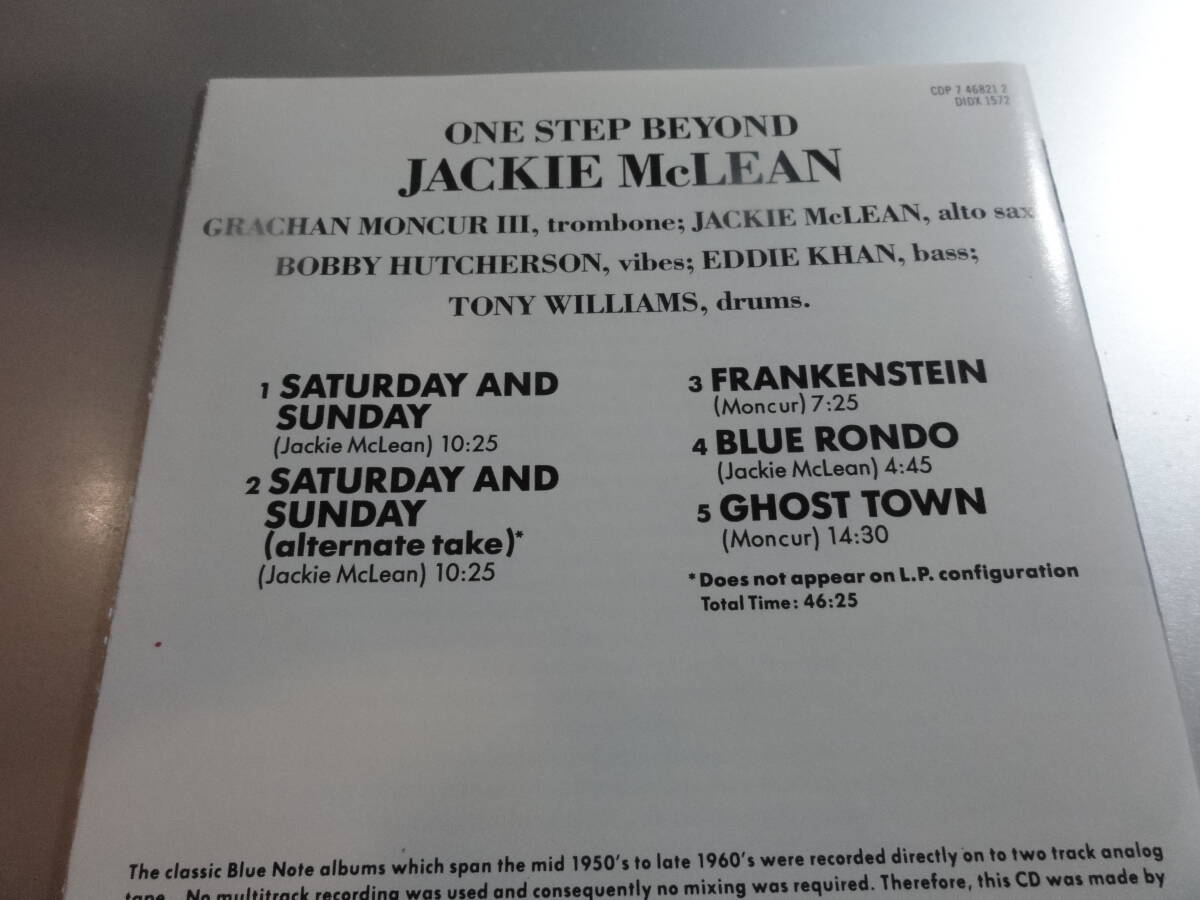 CDP 7 46821 2
DIDX 1572
ONE STEP BEYOND
JACKIE McLEAN
GRACHAN MONCUR III, trombone; JACKIE McLEAN, alto sax
BOBBY HUTCHERSON, vibes; EDDIE KHAN, bass;
TONY WILLIAMS, drums.
1 SATURDAY AND
SUNDAY
(Jackie McLean) 10:25
2 SATURDAY AND
SUNDAY
(alternate take)*
(Jackie McLean) 10:25
3 FRANKENSTEIN
(Moncur) 7:25
4 BLUE RONDO
(Jackie McLean) 4:45
5 GHOST TOWN
(Moncur) 14:30
*Does not appear on L.P. configuration
Total Time: 46:25
The classic Blue Note albums which span the mid 1950's to late 1960's were recorded directly on to two track analog
tape. No multitrack recording was used and consequently no mixing was required. Therefore, this CD was made by